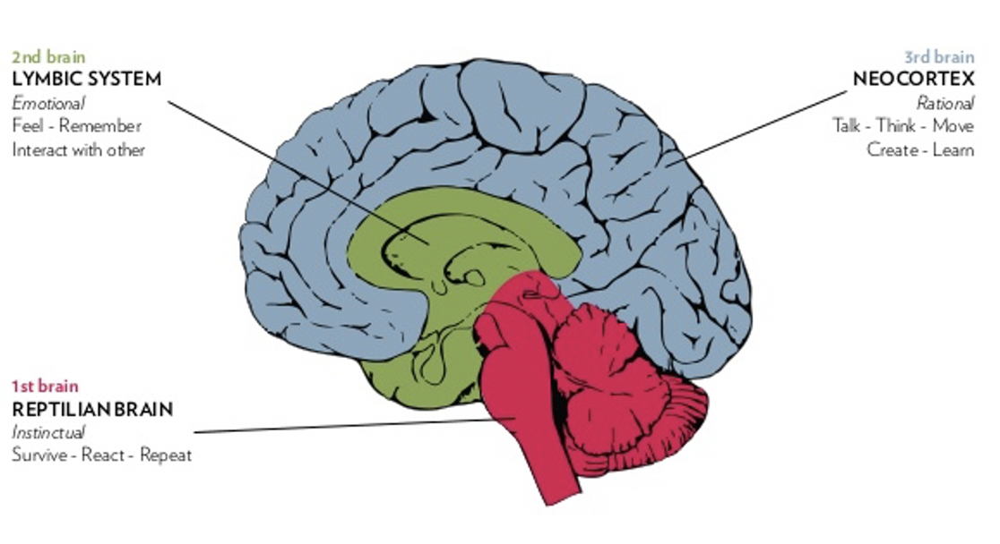 2nd brain
LYMBIC SYSTEM
Emotional
Feel - Remember
Interact with other
3rd brain
NEOCORTEX
Rational
Talk - Think - Move
Create - Learn
1st brain
REPTILIAN BRAIN
Instinctual
Survive - React - Repeat